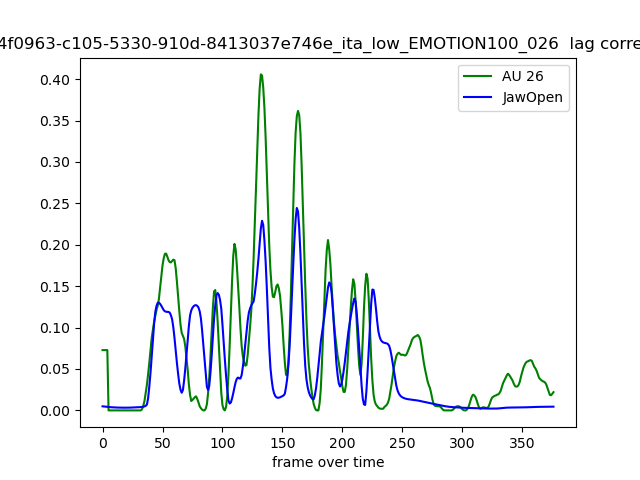 4f0963-c105-5330-910d-8413037e746e_ita_low_EMOTION100_026 lag corre
AU 26
JawOpen
0.40
0.35
0.30
0.25
0.20
0.15
0.10
0.05
0.00
0 50 100 150 200 250 300 350
frame over time